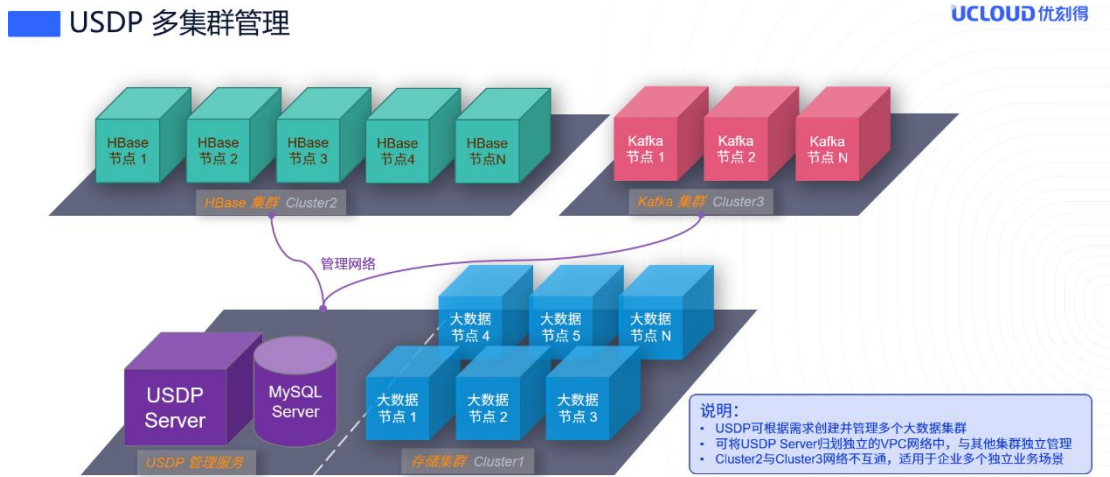 USDP 多集群管理
UCLOUD 优刻得
HBase
节点 1
HBase
节点 2
HBase
节点 3
HBase
节点4
HBase
节点N
Kafka
节点 1
Kafka
节点 2
Kafka
节点 N
HBase 集群 Cluster2
Kafka 集群 Cluster3
管理网络
大数据
节点 4
大数据
节点 5
大数据
节点 N
USDP
Server
MySQL
Server
大数据
节点 1
大数据
节点 2
大数据
节点 3
USDP 管理服务
存储集群 Cluster1
说明：
• USDP可根据需求创建并管理多个大数据集群
• 可将USDP Server归划独立的VPC网络中，与其他集群独立管理
• Cluster2与Cluster3网络不互通，适用于企业多个独立业务场景